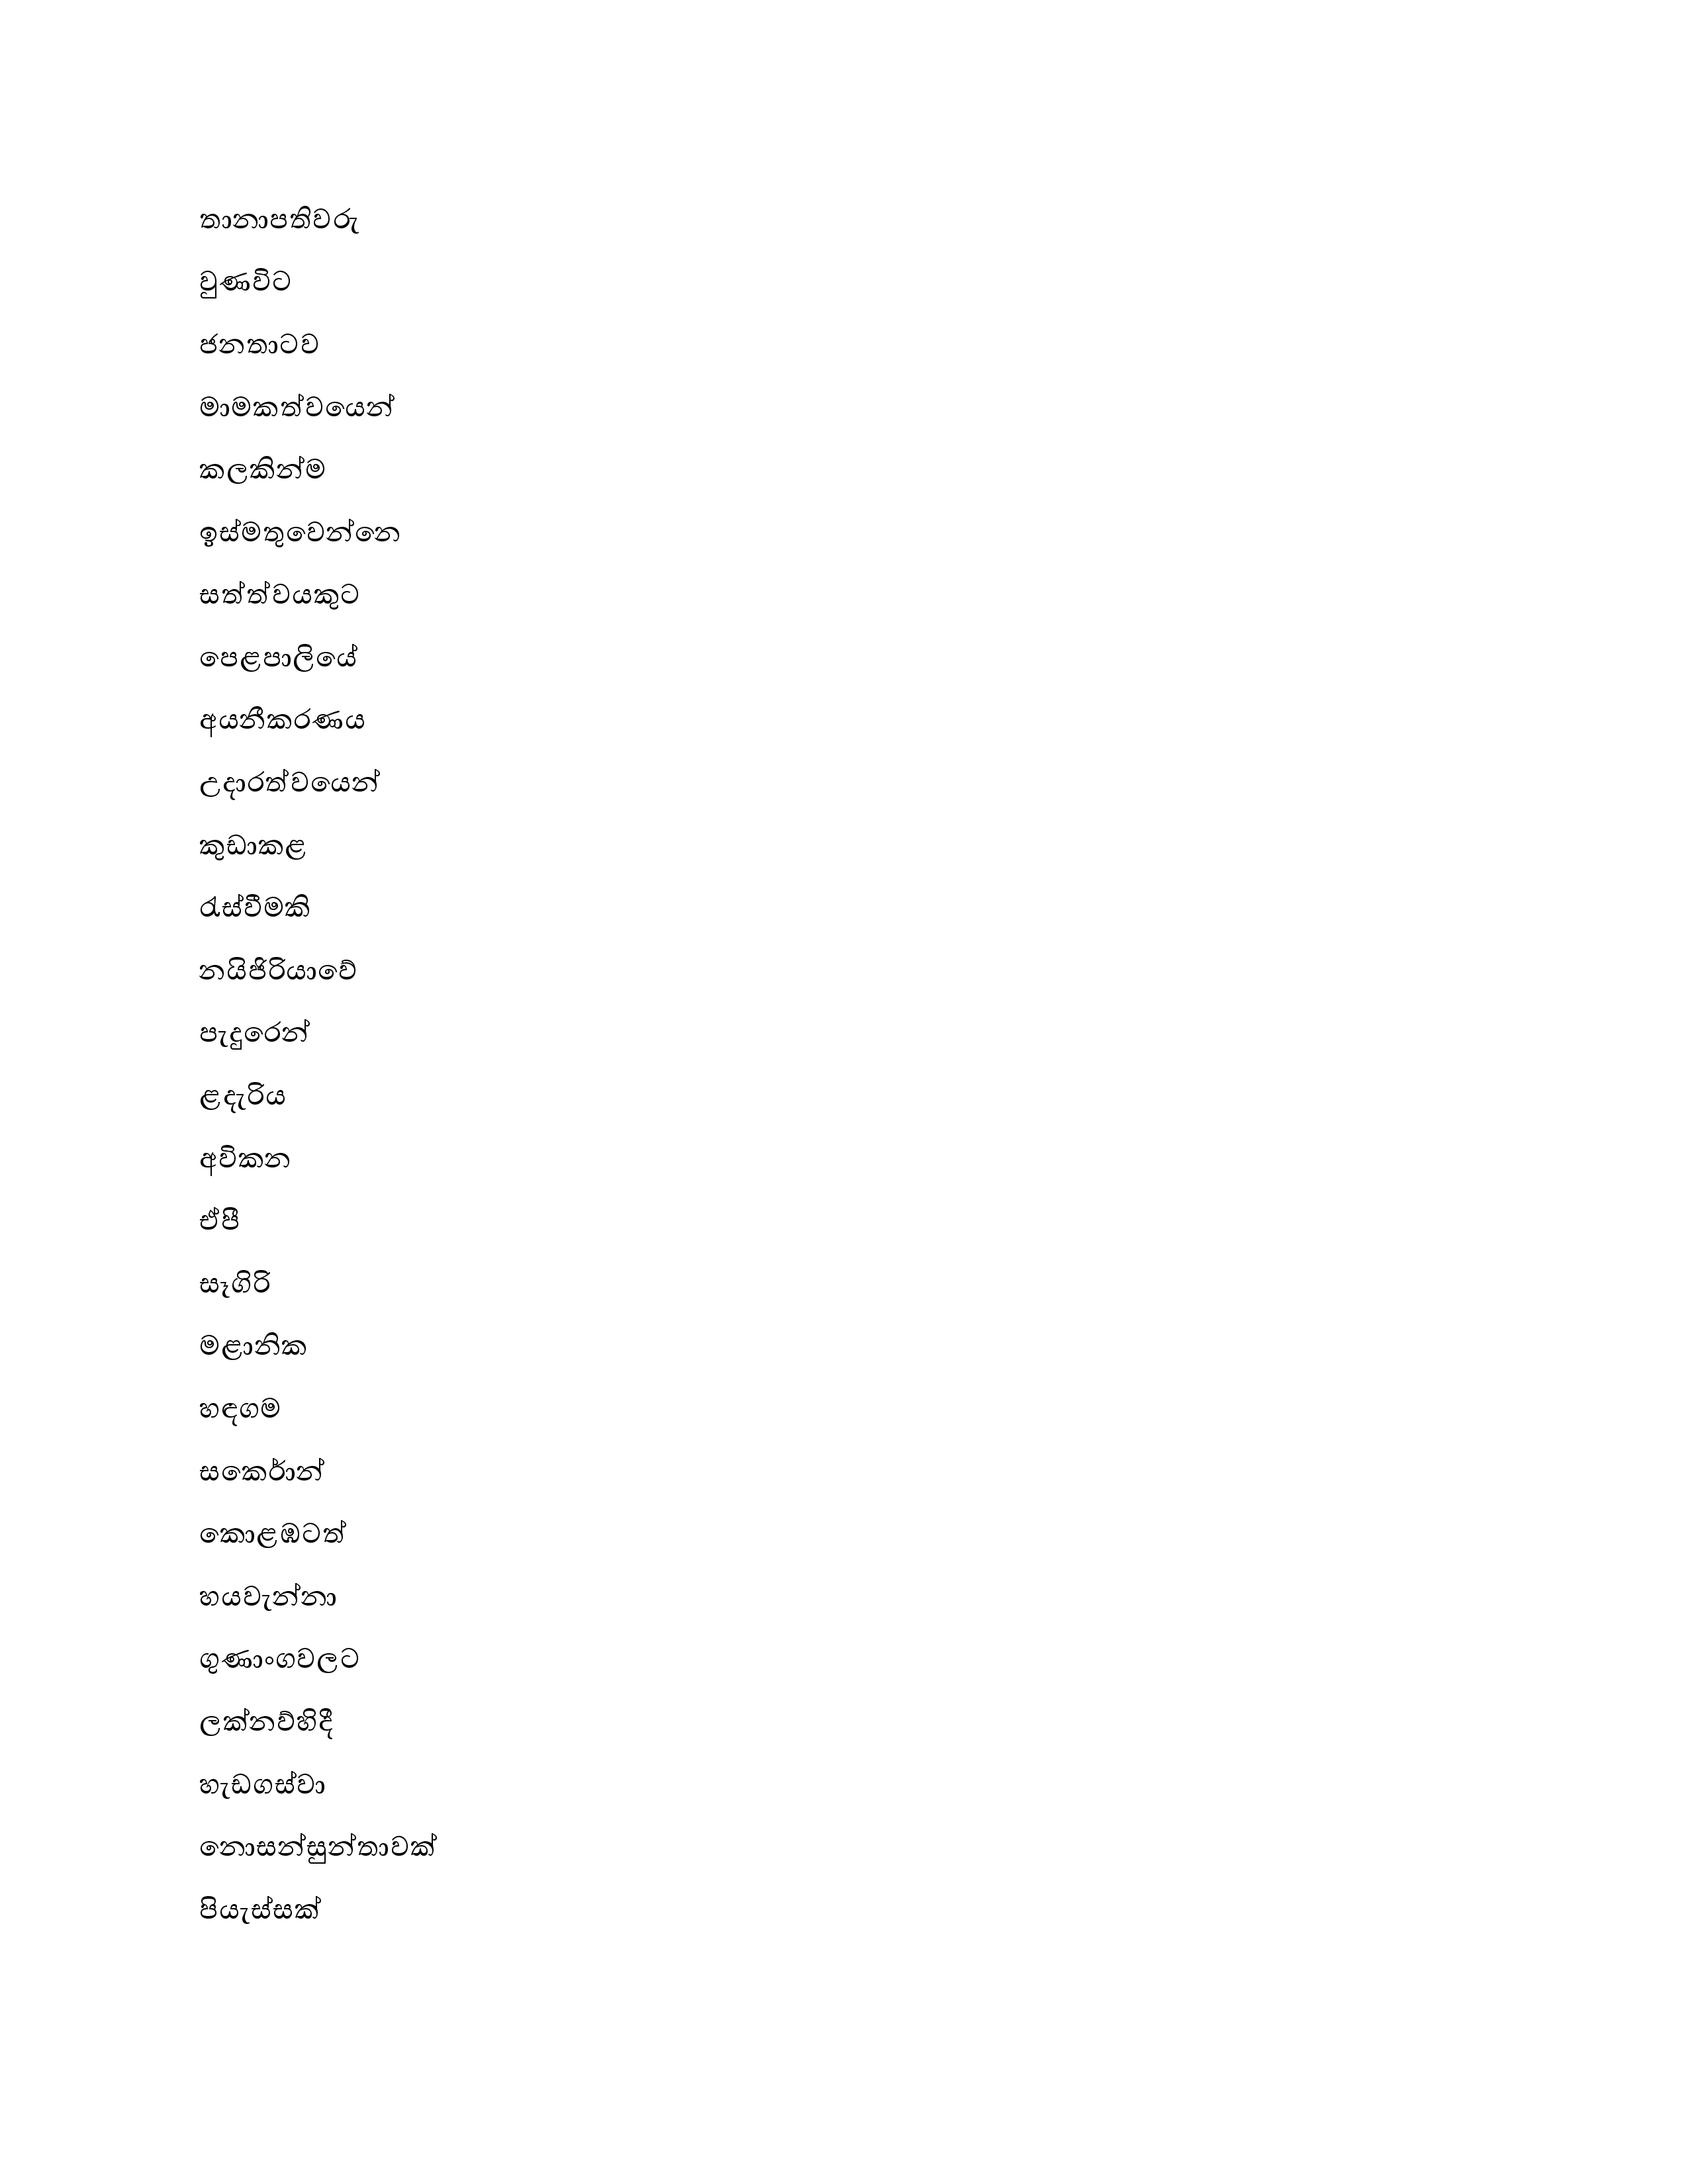 තානාපතිවරු
වුණවිට
ජනතාටව
මාමකත්වයෙන්
කලකින්ම
ඉස්මතුවෙන්නෙ
සත්ත්වයකුට
පෙළපාලියේ
අයනීකරණය
උදාරත්වයෙන්
කුඩාකළ
රැස්වීමකි
නයිජිරියාවේ
පැදුරෙන්
ළදැරිය
අවිකන
ඒපී
සෑගිරි
මළානික
හඳගම
සර්කොන්
කොළඹටත්
හයවැන්නා
ගුණාංගවලට
ලක්නව්හිදී
හැඩගස්වා
නොසන්සුන්තාවක්
පියැස්සක්